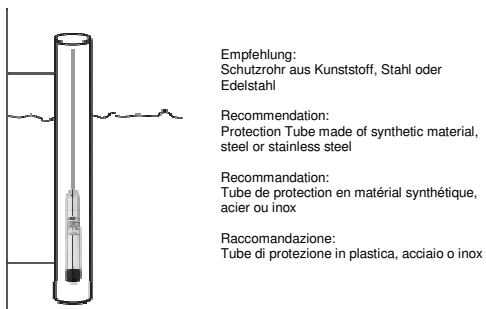 Empfehlung:
Schutzrohr aus Kunststoff, Stahl oder
Edelstahl
Recommendation:
Protection Tube made of synthetic material,
steel or stainless steel
Recommandation:
Tube de protection en matérial synthétique,
acier ou inox
Raccomandazione:
Tube di protezione in plastica, acciaio o inox